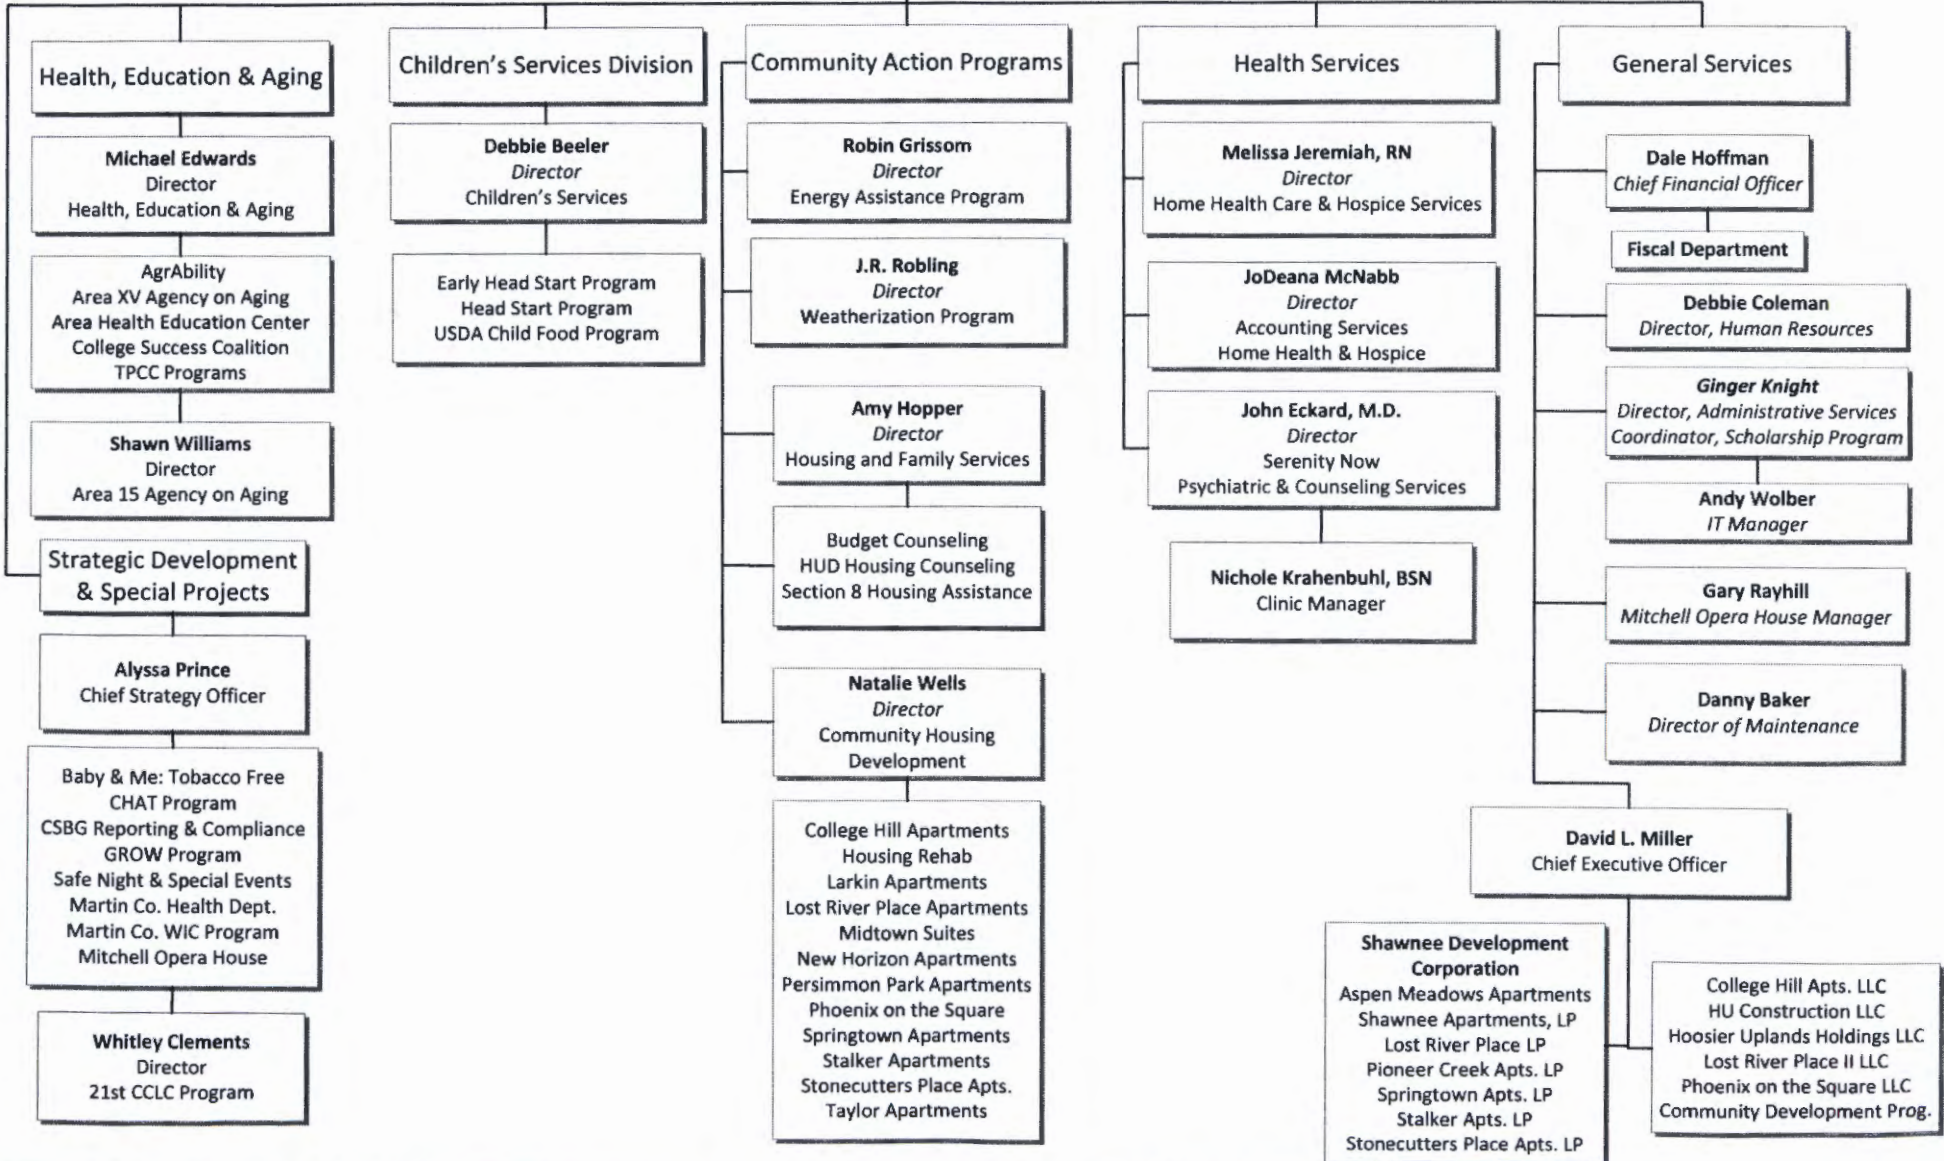 Health, Education & Aging
Michael Edwards
Director
Health, Education & Aging
AgrAbility
Area XV Agency on Aging
Area Health Education Center
College Success Coalition
TPCC Programs
Shawn Williams
Director
Area 15 Agency on Aging
Strategic Development
& Special Projects
Alyssa Prince
Chief Strategy Officer
Baby & Me: Tobacco Free
CHAT Program
CSBG Reporting & Compliance
GROW Program
Safe Night & Special Events
Martin Co. Health Dept.
Martin Co. WIC Program
Mitchell Opera House
Whitley Clements
Director
21st CCLC Program
Children's Services Division
Debbie Beeler
Director
Children's Services
Early Head Start Program
Head Start Program
USDA Child Food Program
Community Action Programs
Robin Grissom
Director
Energy Assistance Program
J.R. Robling
Director
Weatherization Program
Amy Hopper
Director
Housing and Family Services
Budget Counseling
HUD Housing Counseling
Section 8 Housing Assistance
Natalie Wells
Director
Community Housing
Development
College Hill Apartments
Housing Rehab
Larkin Apartments
Lost River Place Apartments
Midtown Suites
New Horizon Apartments
Persimmon Park Apartments
Phoenix on the Square
Springtown Apartments
Stalker Apartments
Stonecutters Place Apts.
Taylor Apartments
Health Services
Melissa Jeremiah, RN
Director
Home Health Care & Hospice Services
JoDeana McNabb
Director
Accounting Services
Home Health & Hospice
John Eckard, M.D.
Director
Serenity Now
Psychiatric & Counseling Services
Nichole Krahenbuhl, BSN
Clinic Manager
General Services
Dale Hoffman
Chief Financial Officer
Fiscal Department
Debbie Coleman
Director, Human Resources
Ginger Knight
Director, Administrative Services
Coordinator, Scholarship Program
Andy Wolber
IT Manager
Gary Rayhill
Mitchell Opera House Manager
Danny Baker
Director of Maintenance
David L. Miller
Chief Executive Officer
Shawnee Development
Corporation
Aspen Meadows Apartments
Shawnee Apartments, LP
Lost River Place LP
Pioneer Creek Apts. LP
Springtown Apts. LP
Stalker Apts. LP
Stonecutters Place Apts. LP
College Hill Apts. LLC
HU Construction LLC
Hoosier Uplands Holdings LLC
Lost River Place II LLC
Phoenix on the Square LLC
Community Development Prog.